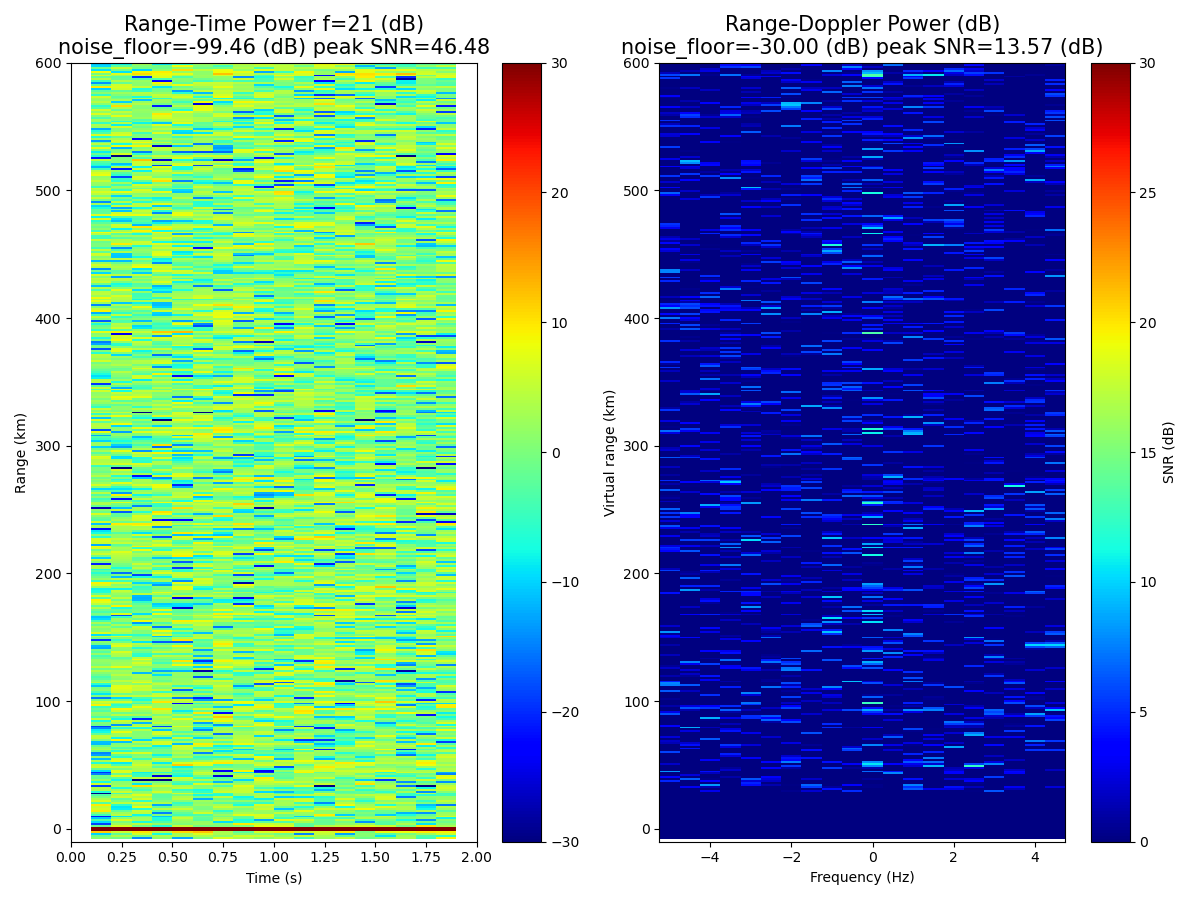 Range-Time Power f=21 (dB)
noise_floor=-99.46 (dB) peak SNR=46.48
Range (km)
600
500
400
300
200
100
0
0.00 0.25 0.50 0.75 1.00 1.25 1.50 1.75 2.00
Time (s)
30
20
10
0
−10
−20
−30
Range-Doppler Power (dB)
noise_floor=-30.00 (dB) peak SNR=13.57 (dB)
Virtual range (km)
600
500
400
300
200
100
0
−4 −2 0 2 4
Frequency (Hz)
30
25
20
15
10
5
0
SNR (dB)